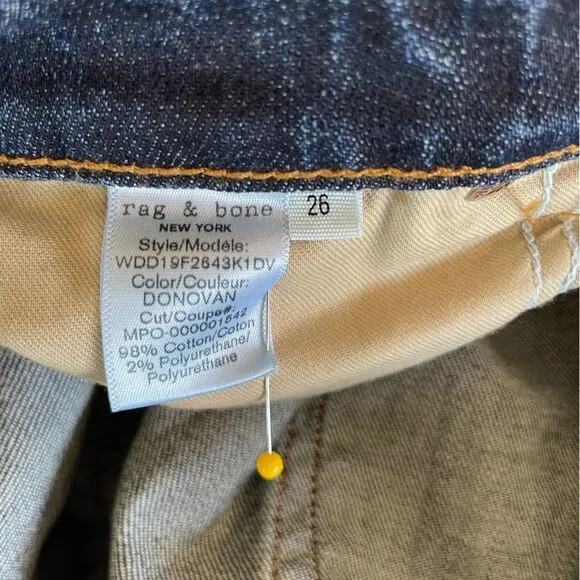 rag & bone
26
NEW YORK
Style/Modèle:
WDD19F2643K1DV
Color/Couleur:
DONOVAN
Cut/Coupe#:
MPO-000001542
98% Cotton/Coton
2% Polyurethane/
Polyurethane